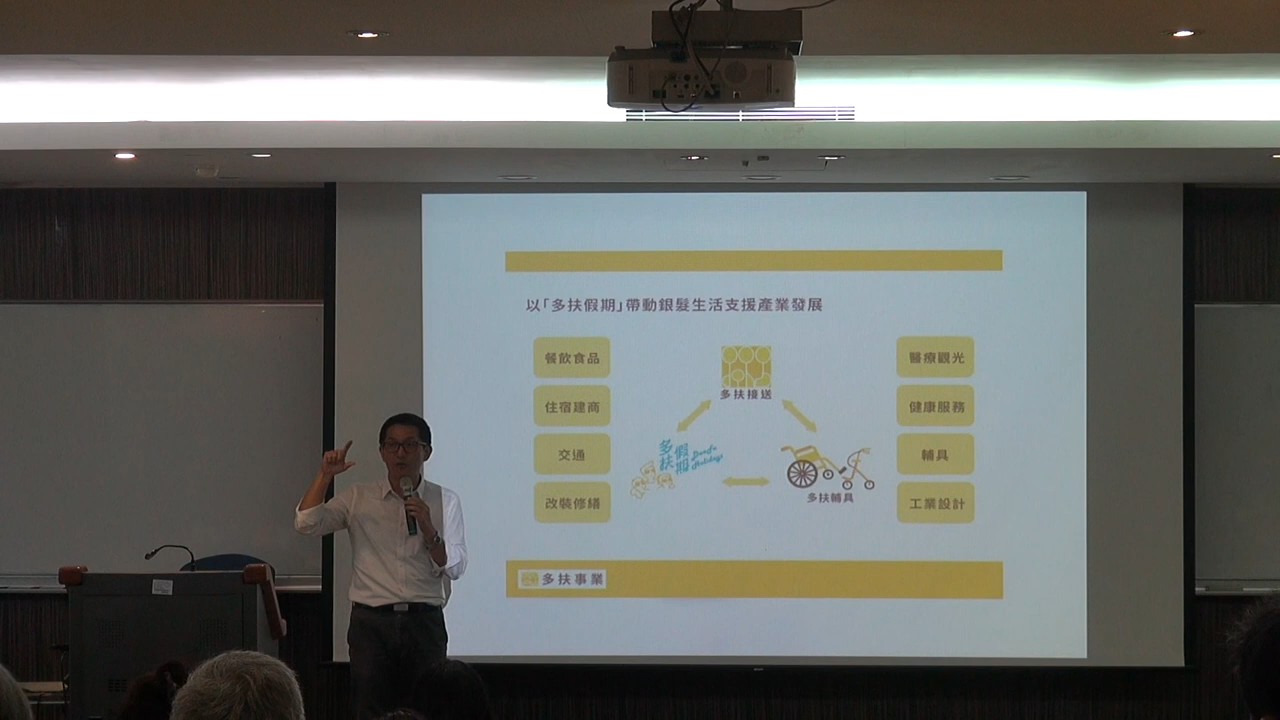 以「多扶假期」帶動銀髮生活支援產業發展
餐飲食品
住宿建商
交通
改裝修繕
多扶接送
多扶
假期
多扶輔具
醫療觀光
健康服務
輔具
工業設計
多扶事業